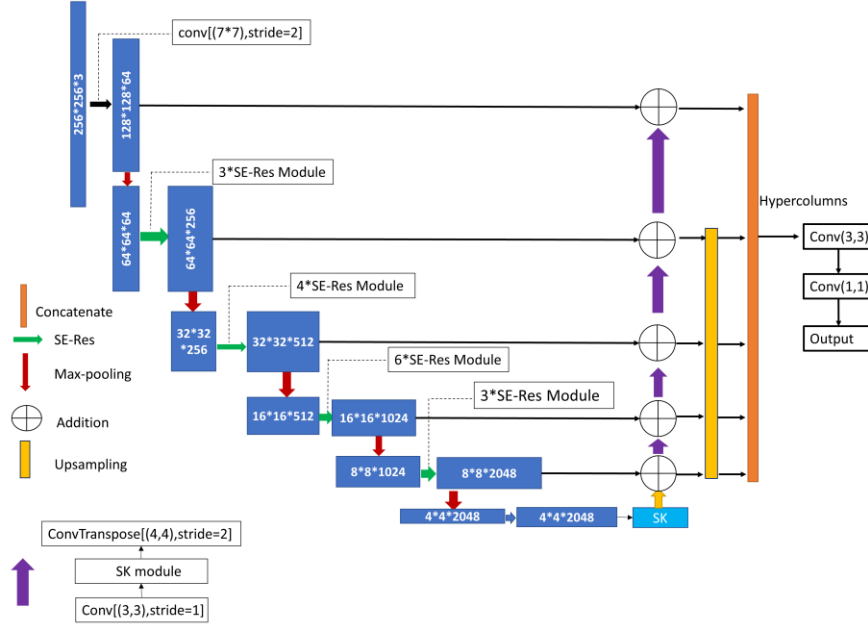 conv[(7*7),stride=2]
256*256*3
128*128*64
3*SE-Res Module
64*64*64
64*64*256
Hypercolumns
Conv(3,3)
4*SE-Res Module
Conv(1,1)
Concatenate
32*32
*256
32*32*512
SE-Res
6*SE-Res Module
Output
Max-pooling
3*SE-Res Module
16*16*512
16*16*1024
Addition
8*8*1024
8*8*2048
Upsampling
4*4*2048
4*4*2048
SK
ConvTranspose[(4,4),stride=2]
SK module
Conv[(3,3),stride=1]